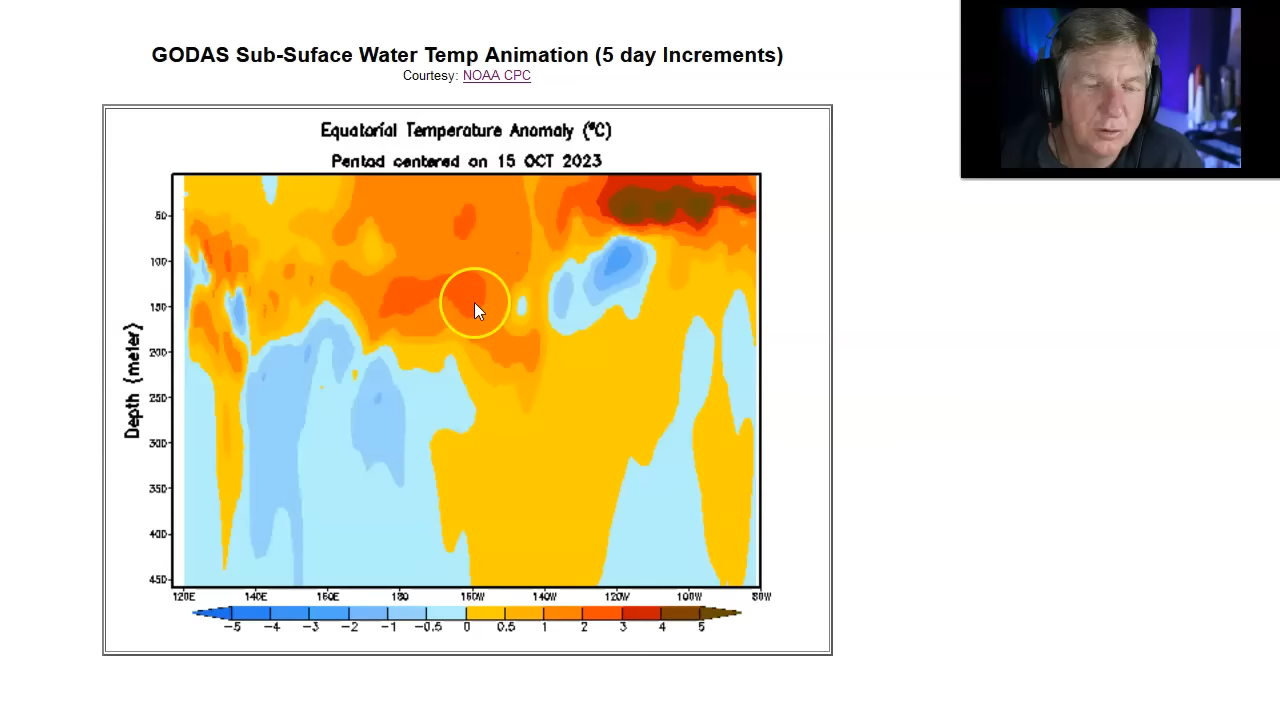 GODAS Sub-Suface Water Temp Animation (5 day Increments)
Courtesy: NOAA CPC
Equatorial Temperature Anomaly (°C)
Pentad centered on 15 OCT 2023
Depth (meter)
50
100
150
200
250
300
350
400
450
120E 140E 160E 180 160W 140W 120W 100W 80W
-5 -4 -3 -2 -1 -0.5 0 0.5 1 2 3 4 5